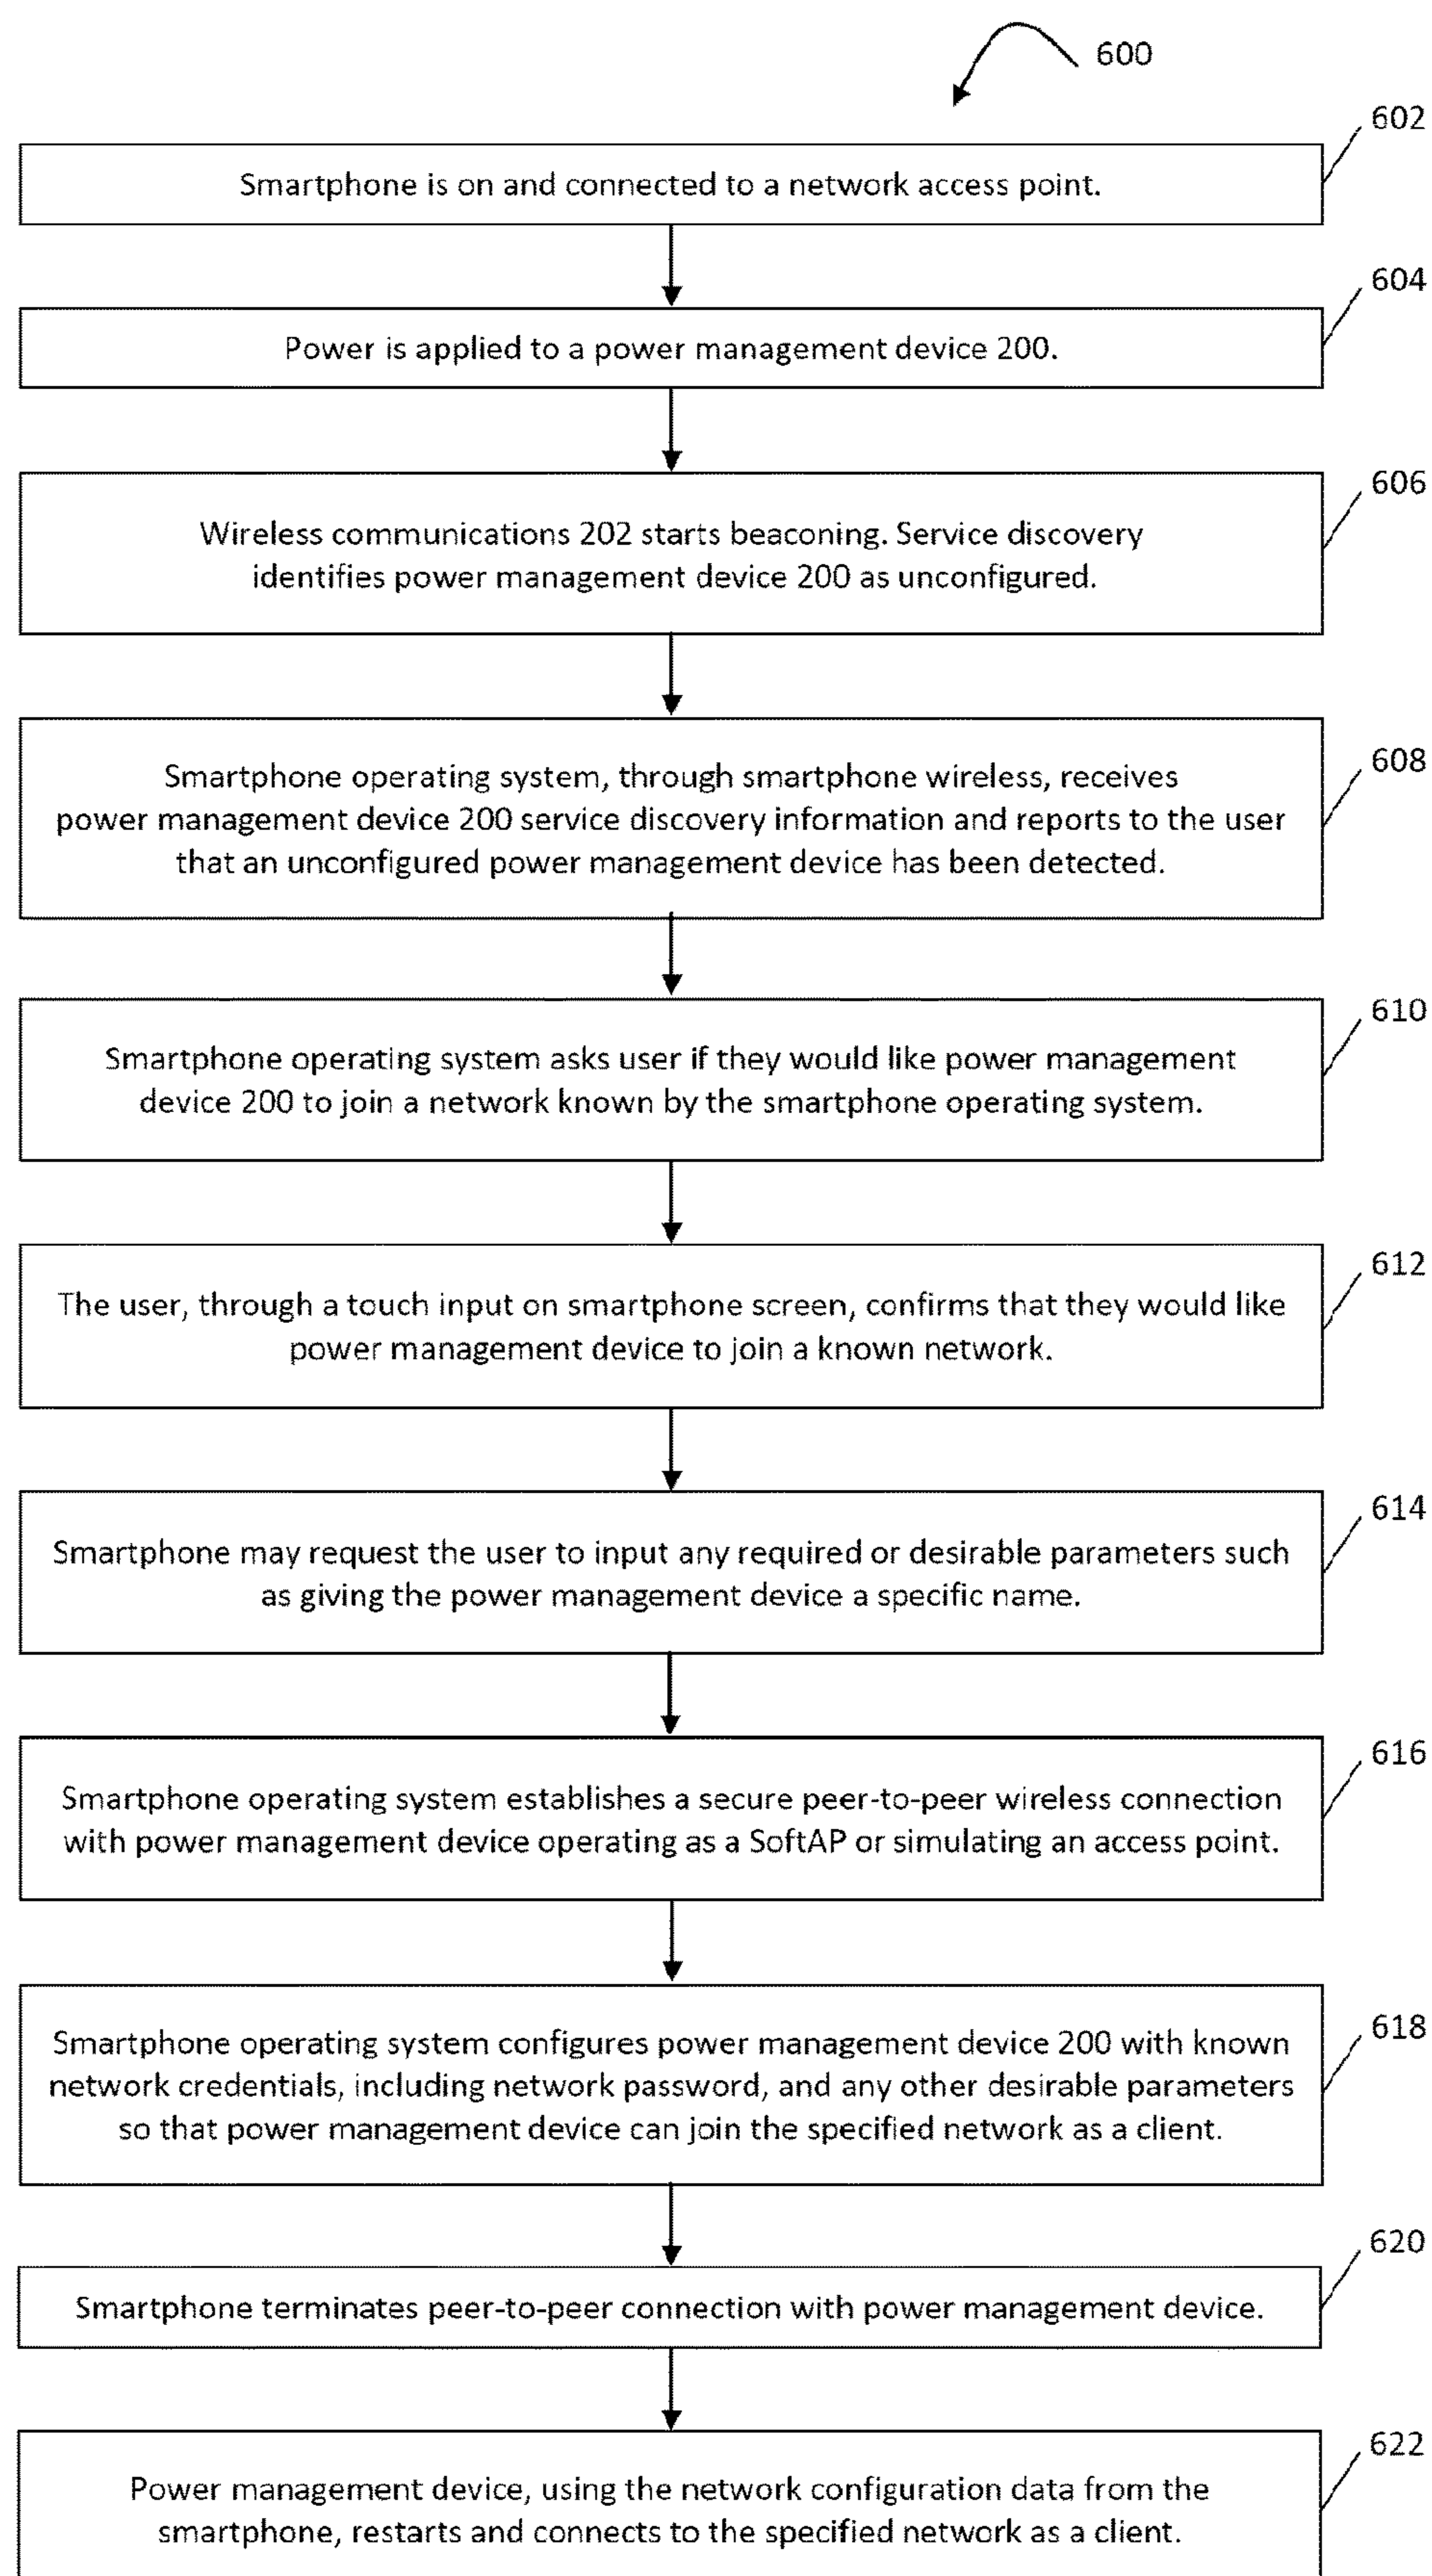 600
602
Smartphone is on and connected to a network access point.
604
Power is applied to a power management device 200.
606
Wireless communications 202 starts beaconing. Service discovery
identifies power management device 200 as unconfigured.
608
Smartphone operating system, through smartphone wireless, receives
power management device 200 service discovery information and reports to the user
that an unconfigured power management device has been detected.
610
Smartphone operating system asks user if they would like power management
device 200 to join a network known by the smartphone operating system.
612
The user, through a touch input on smartphone screen, confirms that they would like
power management device to join a known network.
614
Smartphone may request the user to input any required or desirable parameters such
as giving the power management device a specific name.
616
Smartphone operating system establishes a secure peer-to-peer wireless connection
with power management device operating as a SoftAP or simulating an access point.
618
Smartphone operating system configures power management device 200 with known
network credentials, including network password, and any other desirable parameters
so that power management device can join the specified network as a client.
620
Smartphone terminates peer-to-peer connection with power management device.
622
Power management device, using the network configuration data from the
smartphone, restarts and connects to the specified network as a client.